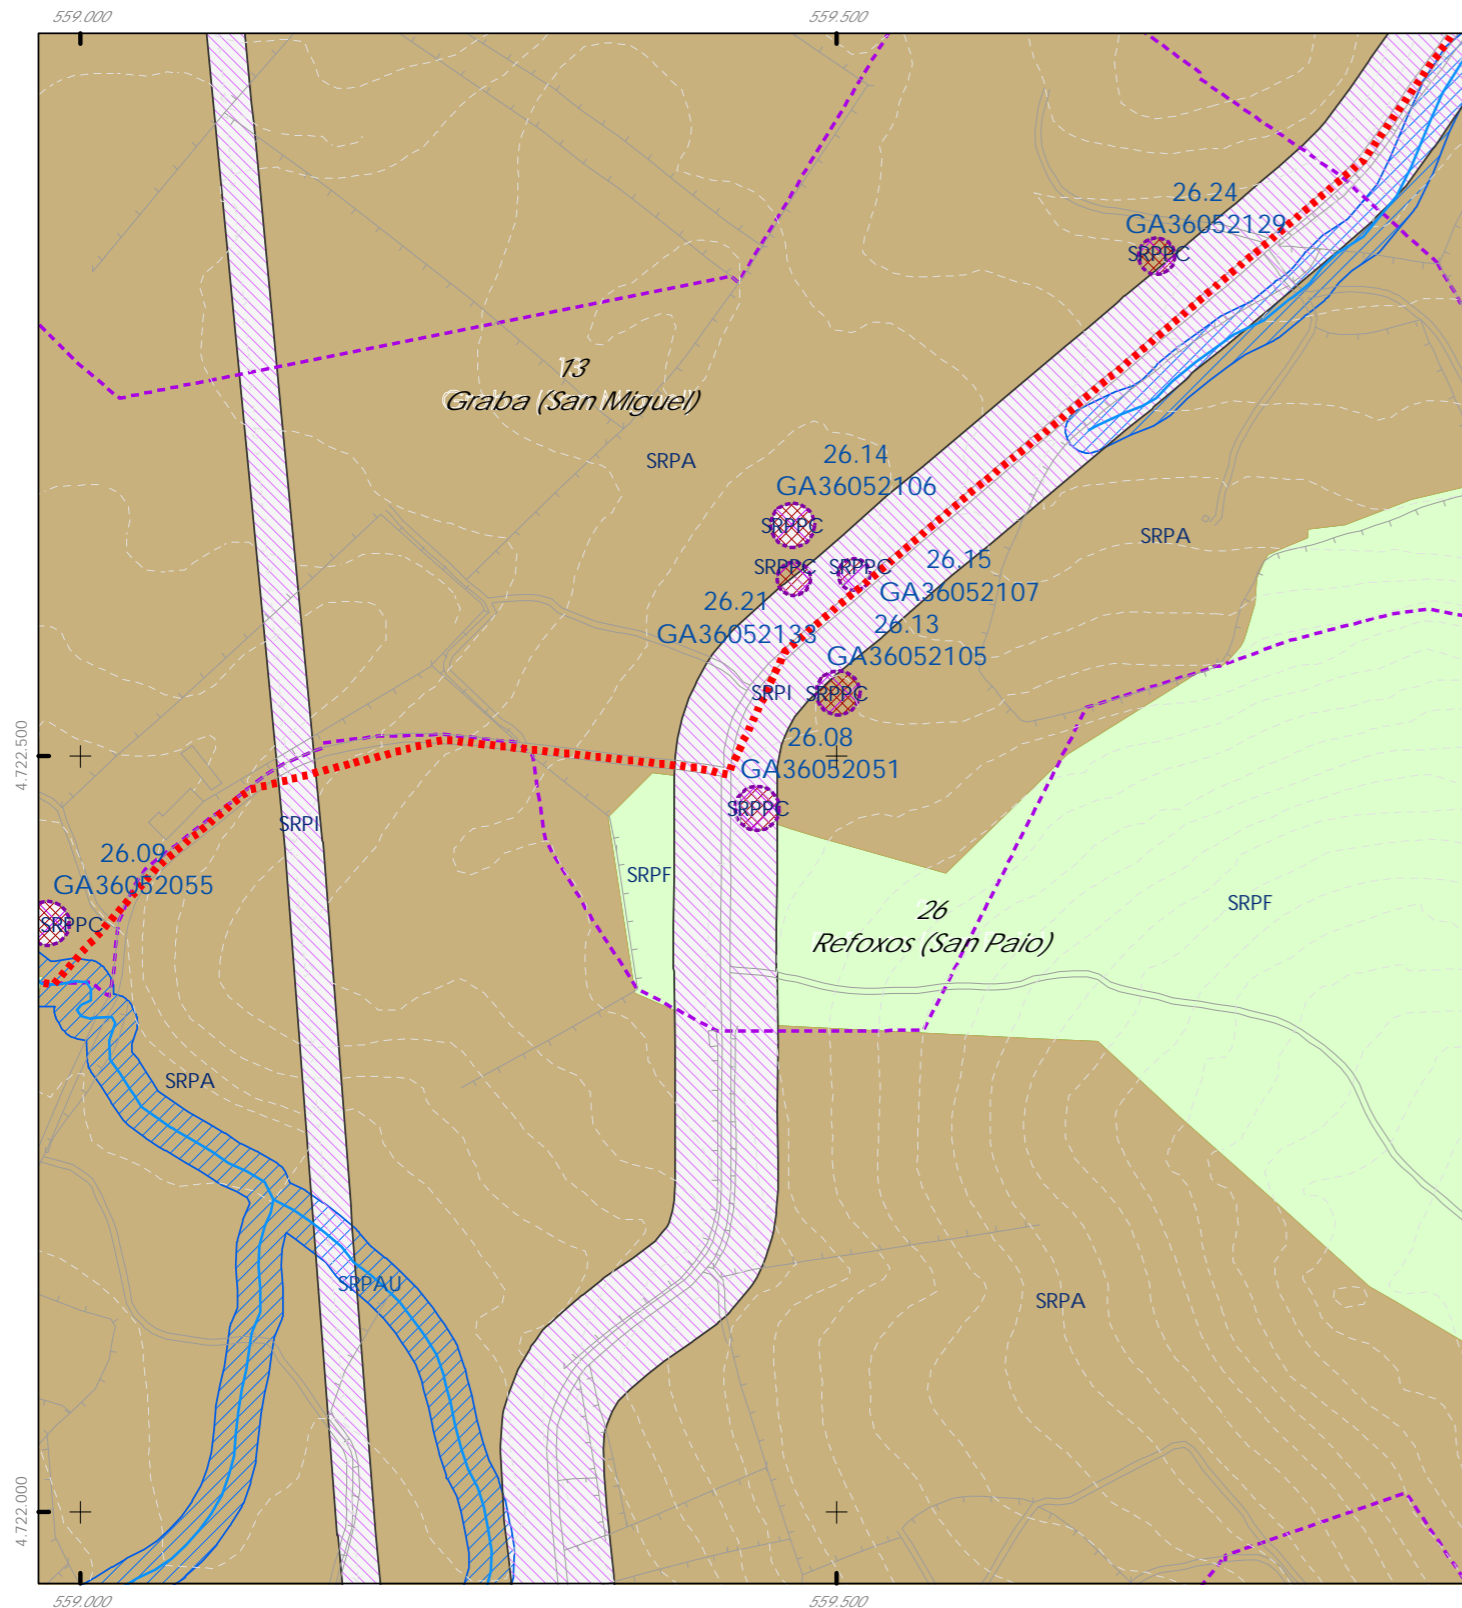 559.000
559.500
26.24
GA36052129
SRPPC
13
Graba (San Miguel)
SRPA
26.14
GA36052106
SRPPC
SRPPC
SRPPC
26.15
GA36052107
SRPA
26.21
GA36052133
26.13
GA36052105
SRPI
SRPPC
4.722.500
26.08
GA36052051
SRPPC
SRPI
26.09
GA36052055
SRPPC
SRPF
26
Refoxos (San Paio)
SRPF
SRPA
SRPAU
SRPA
4.722.000
559.000
559.500